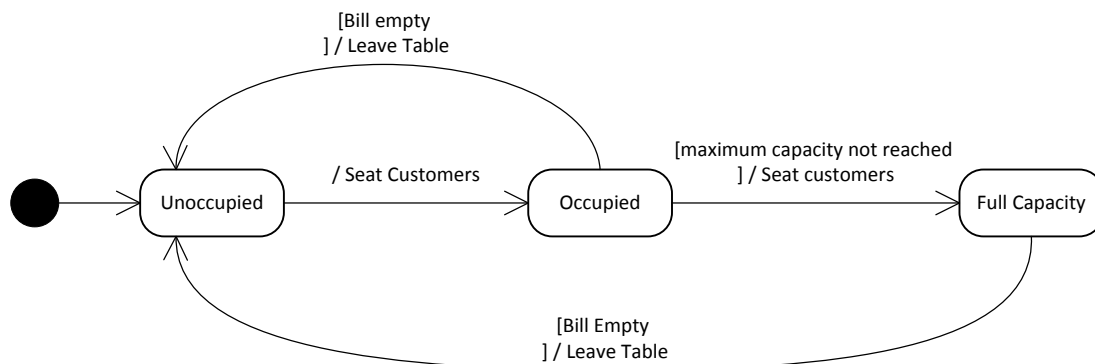 [Bill empty
] / Leave Table
[maximum capacity not reached
] / Seat customers
/ Seat Customers
Unoccupied
Occupied
Full Capacity
[Bill Empty
] / Leave Table